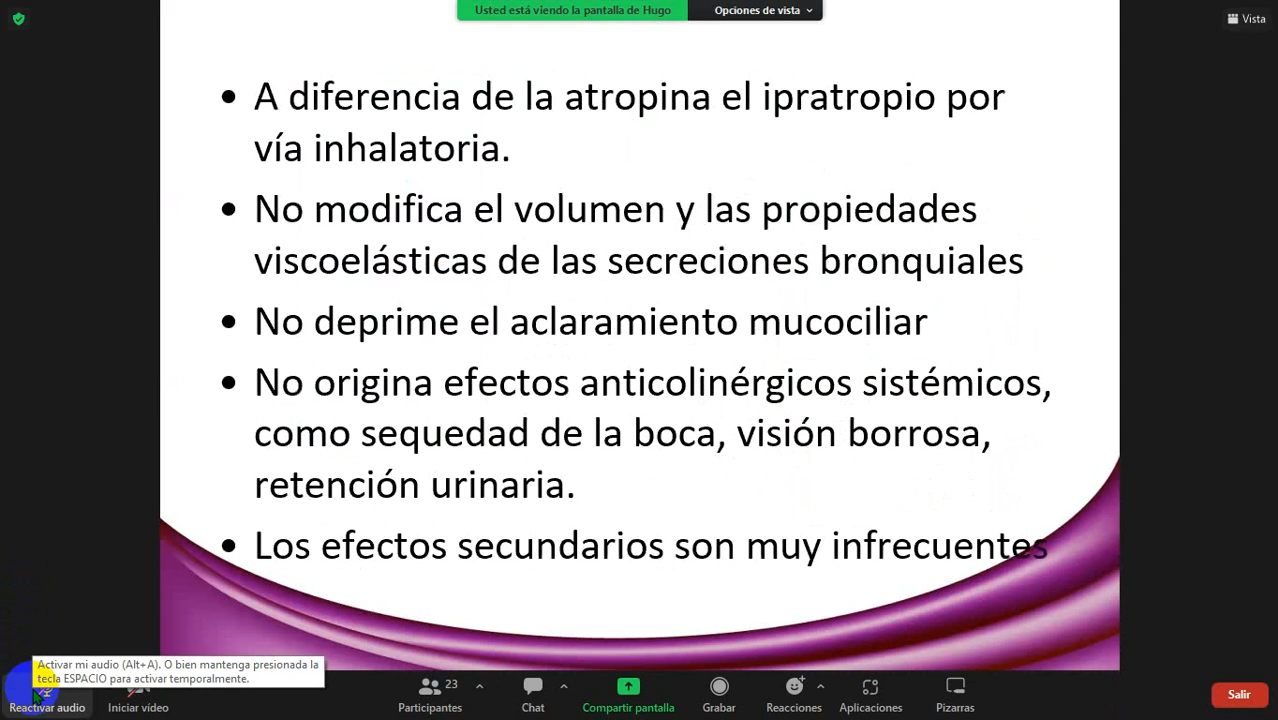 Usted está viendo la pantalla de Hugo
Opciones de vista
Vista
• A diferencia de la atropina el ipratropio por
vía inhalatoria.
• No modifica el volumen y las propiedades
viscoelásticas de las secreciones bronquiales
• No deprime el aclaramiento mucociliar
• No origina efectos anticolinérgicos sistémicos,
como sequedad de la boca, visión borrosa,
retención urinaria.
• Los efectos secundarios son muy infrecuentes
Activar mi audio (Alt+A). O bien mantenga presionada la
tecla ESPACIO para activar temporalmente.
Reactivar audio
Iniciar vídeo
23
Participantes
Chat
Compartir pantalla
Grabar
Reacciones
Aplicaciones
Pizarras
Salir